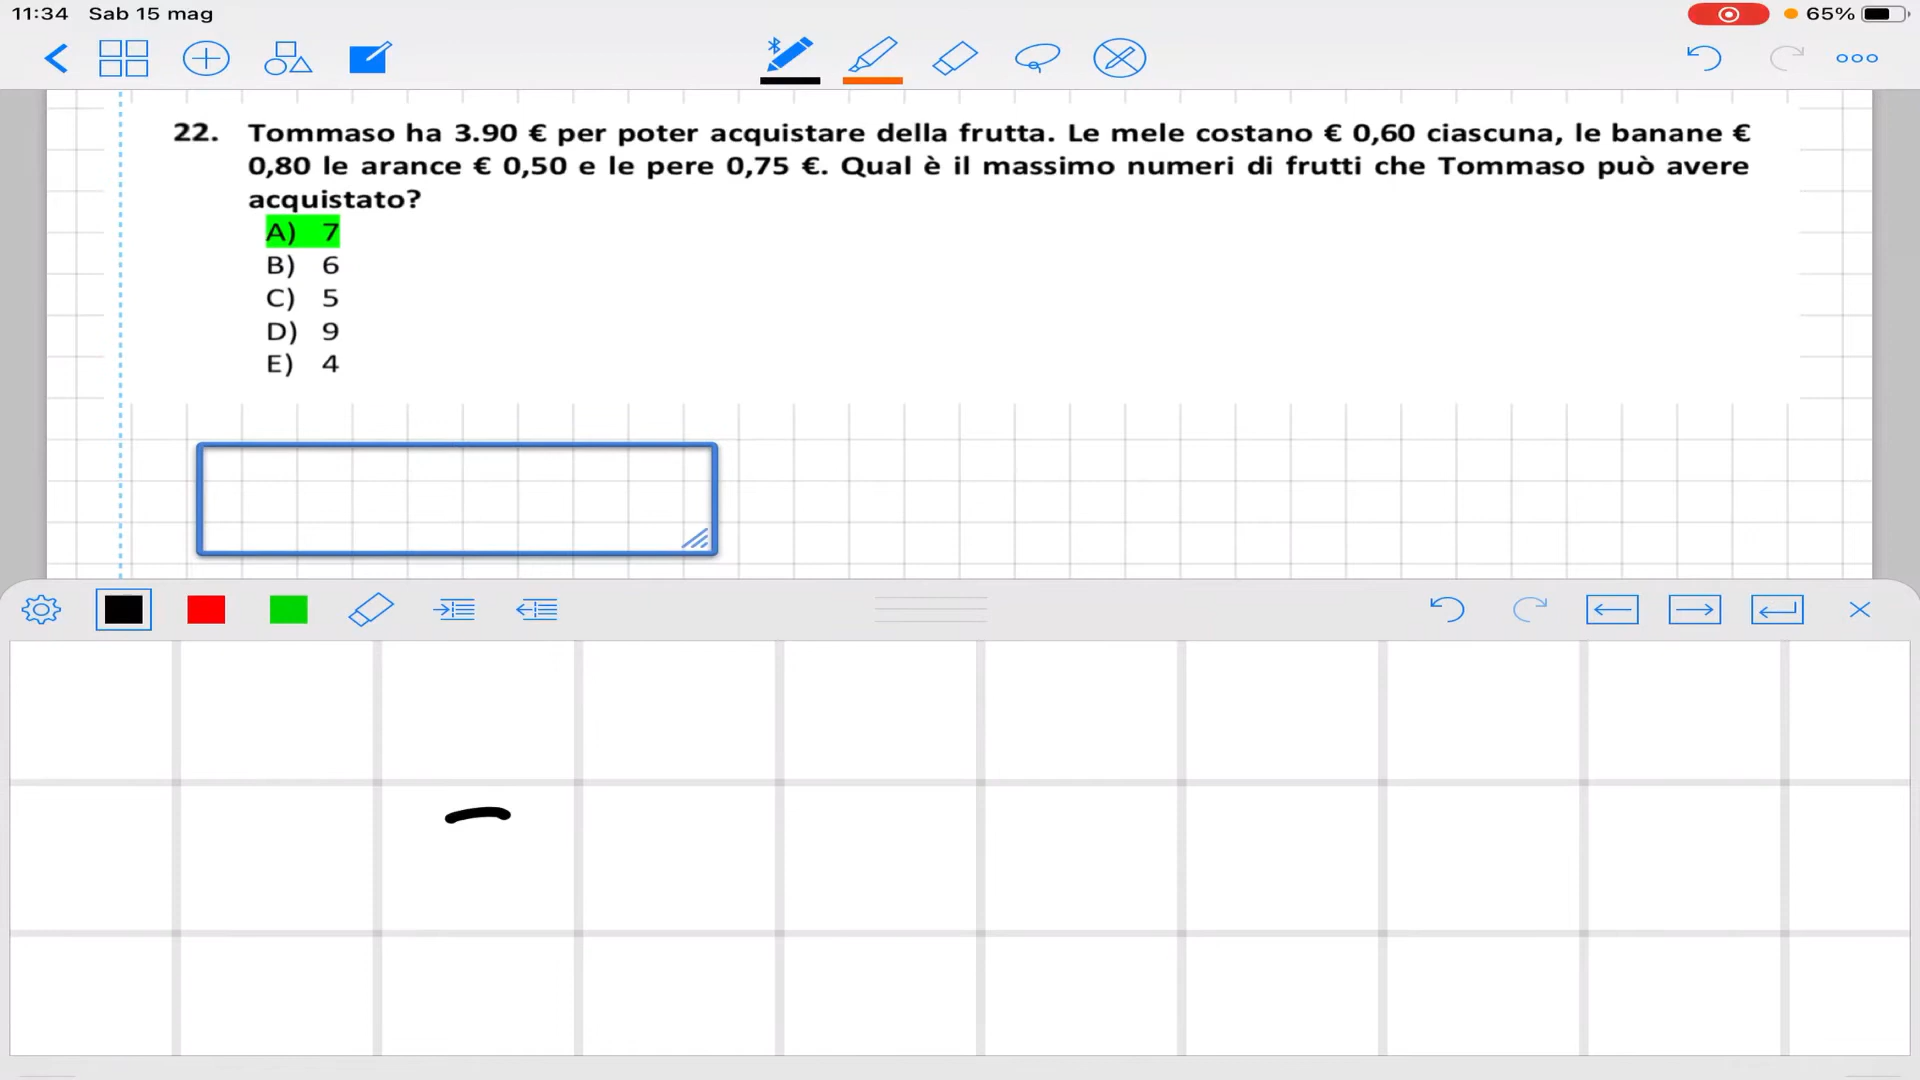 11:34 Sab 15 mag 65%
22. Tommaso ha 3.90 € per poter acquistare della frutta. Le mele costano € 0,60 ciascuna, le banane €
0,80 le arance € 0,50 e le pere 0,75 €. Qual è il massimo numeri di frutti che Tommaso può avere
acquistato?
A) 7
B) 6
C) 5
D) 9
E) 4